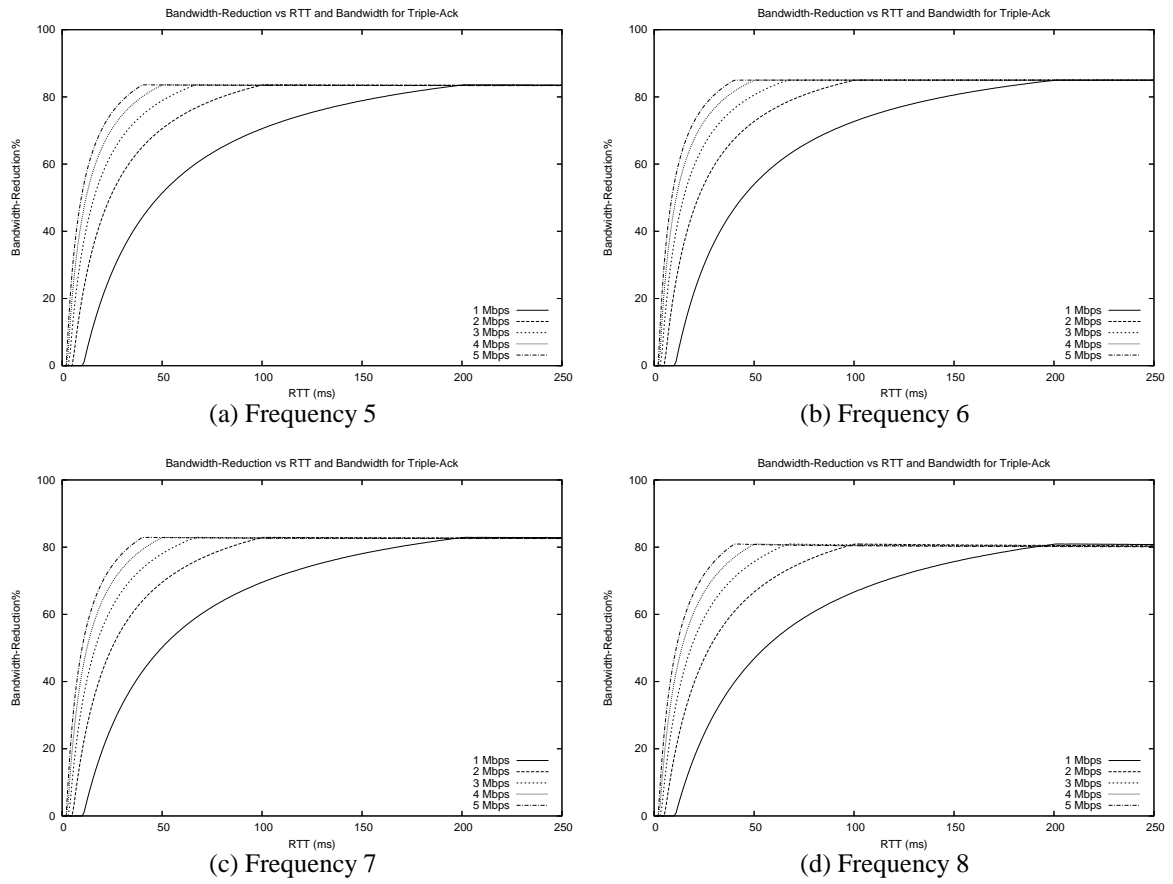 Bandwidth-Reduction vs RTT and Bandwidth for Triple-Ack
100
80
60
40
20
0
Bandwidth-Reduction%
1 Mbps
2 Mbps
3 Mbps
4 Mbps
5 Mbps
0 50 100 150 200 250
RTT (ms)
(a) Frequency 5
Bandwidth-Reduction vs RTT and Bandwidth for Triple-Ack
100
80
60
40
20
0
Bandwidth-Reduction%
1 Mbps
2 Mbps
3 Mbps
4 Mbps
5 Mbps
0 50 100 150 200 250
RTT (ms)
(b) Frequency 6
Bandwidth-Reduction vs RTT and Bandwidth for Triple-Ack
100
80
60
40
20
0
Bandwidth-Reduction%
1 Mbps
2 Mbps
3 Mbps
4 Mbps
5 Mbps
0 50 100 150 200 250
RTT (ms)
(c) Frequency 7
Bandwidth-Reduction vs RTT and Bandwidth for Triple-Ack
100
80
60
40
20
0
Bandwidth-Reduction%
1 Mbps
2 Mbps
3 Mbps
4 Mbps
5 Mbps
0 50 100 150 200 250
RTT (ms)
(d) Frequency 8